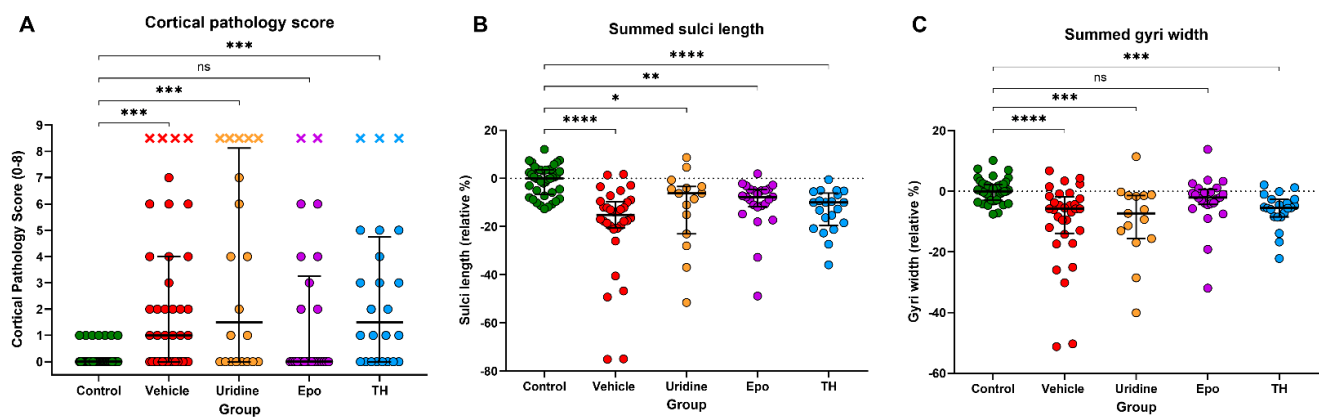 A
Cortical pathology score
***
ns
***
***
9
8
7
6
5
4
3
2
1
0
Cortical Pathology Score (0-8)
Control Vehicle Uridine Epo TH
Group
B
Summed sulci length
****
**
*
****
20
0
-20
-40
-60
-80
Sulci length (relative %)
Control Vehicle Uridine Epo TH
Group
C
Summed gyri width
***
ns
***
****
20
0
-20
-40
-60
Gyri width (relative %)
Control Vehicle Uridine Epo TH
Group